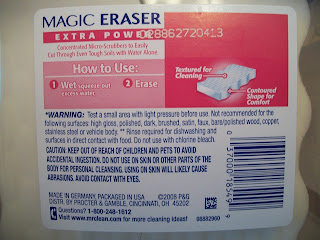 MAGIC ERASER
EXTRA POWER 028862720413
Concentrated Micro-Scrubbers to Easily
Cut Through Even Tough Soils with Water Alone
How to Use:
1 Wet squeeze out
excess water.
2 Erase
Textured for
Cleaning
Contoured
Shape for
Comfort
*WARNING: Test a small area with light pressure before use. Not recommended for the
following surfaces: high gloss, polished, dark, brushed, satin, faux, bare/polished wood, copper,
stainless steel or vehicle body. ** Rinse required for dishwashing and
surfaces in direct contact with food. Do not use with chlorine bleach.
CAUTION: KEEP OUT OF REACH OF CHILDREN AND PETS TO AVOID
ACCIDENTAL INGESTION. DO NOT USE ON SKIN OR OTHER PARTS OF THE
BODY FOR PERSONAL CLEANSING. USING ON SKIN WILL LIKELY CAUSE
ABRASIONS. AVOID CONTACT WITH EYES.
MADE IN GERMANY, PACKAGED IN USA ©2008 P&G
DISTR. BY PROCTER & GAMBLE, CINCINNATI, OH 45202
Questions? 1-800-248-1612
Visit www.mrclean.com for more cleaning ideas! 98882960